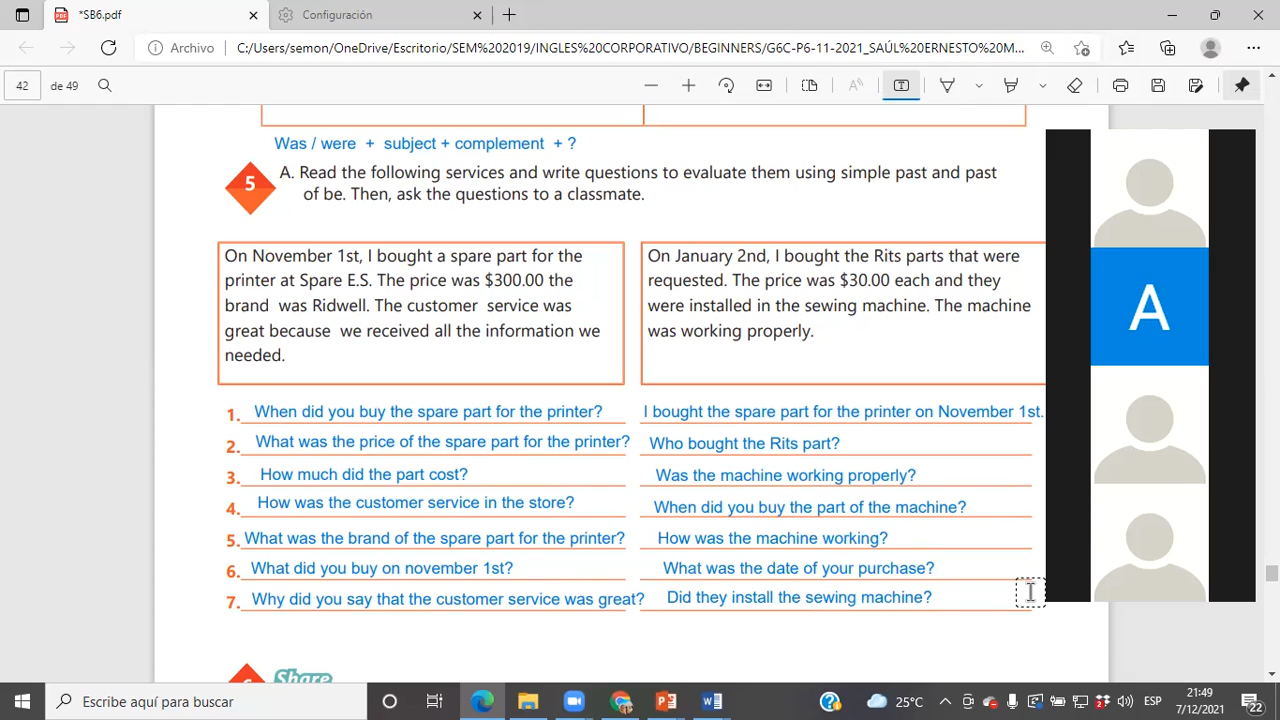 *SB6.pdf
Configuración
Archivo
C:/Users/semon/OneDrive/Escritorio/SEM%202019/INGLES%20CORPORATIVO/BEGINNERS/G6C-P6-11-2021_SAÚL%20ERNESTO%20M...
42 de 49
Was / were + subject + complement + ?
5
A. Read the following services and write questions to evaluate them using simple past and past
of be. Then, ask the questions to a classmate.
On November 1st, I bought a spare part for the
printer at Spare E.S. The price was $300.00 the
brand was Ridwell. The customer service was
great because we received all the information we
needed.
On January 2nd, I bought the Rits parts that were
requested. The price was $30.00 each and they
were installed in the sewing machine. The machine
was working properly.
A
1. When did you buy the spare part for the printer? I bought the spare part for the printer on November 1st.
2. What was the price of the spare part for the printer? Who bought the Rits part?
3. How much did the part cost? Was the machine working properly?
4. How was the customer service in the store? When did you buy the part of the machine?
5. What was the brand of the spare part for the printer? How was the machine working?
6. What did you buy on november 1st? What was the date of your purchase?
7. Why did you say that the customer service was great? Did they install the sewing machine?
Share
Escribe aquí para buscar
25°C
ESP
21:49
7/12/2021
22